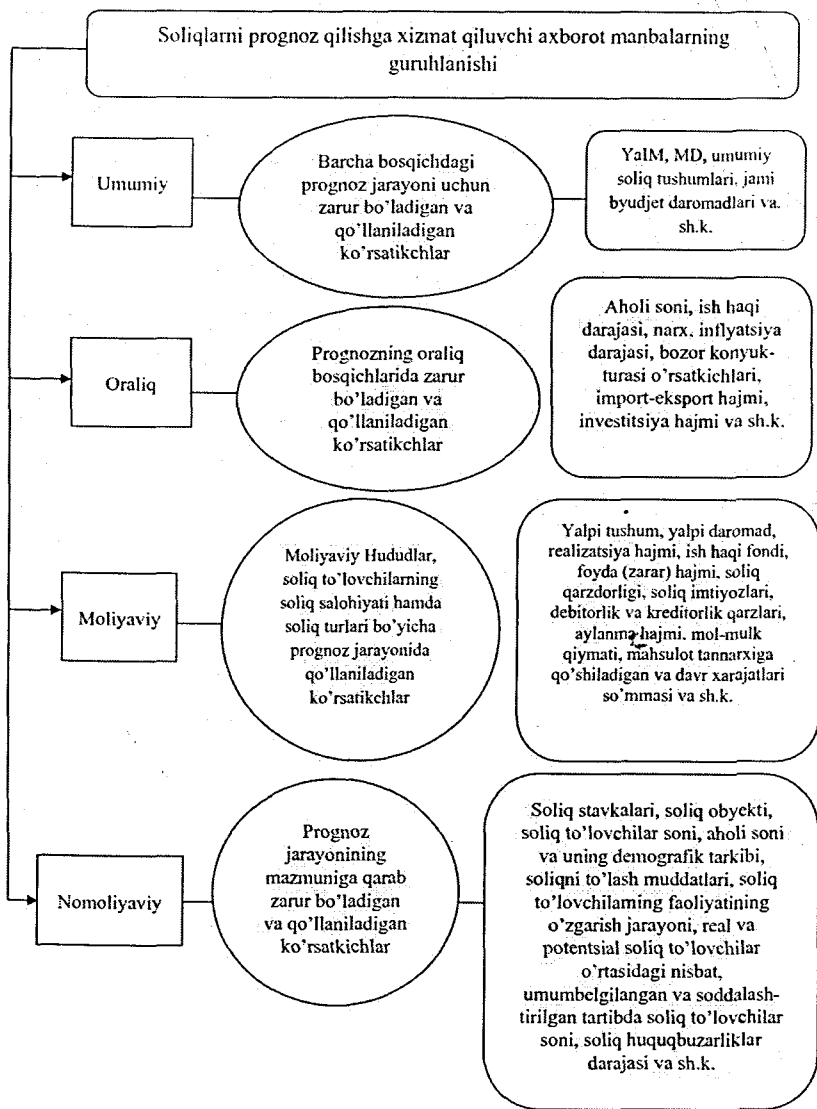 Soliqlarni prognoz qilishga xizmat qiluvchi axborot manbalarning
guruhlanishi
Umumiy
Barcha bosqichdagi
prognoz jarayoni uchun
zarur bo'ladigan va
qo'llaniladigan
ko'rsatikchlar
YaIM, MD, umumiy
soliq tushumlari, jami
byudjet daromadlari va
sh.k.
Oraliq
Prognozning oraliq
bosqichlarida zarur
bo'ladigan va
qo'llaniladigan
ko'rsatikchlar
Aholi soni, ish haqi
darajasi, narx, inflyatsiya
darajasi, bozor konyuk-
turasi o'rsatkichlari,
import-eksport hajmi,
investitsiya hajmi va sh.k.
Moliyaviy
Moliyaviy Hududlar,
soliq to'lovchilarning
soliq salohiyati hamda
soliq turlari bo'yicha
prognoz jarayonida
qo'llaniladigan
ko'rsatikchlar
Yalpi tushum, yalpi daromad,
realizatsiya hajmi, ish haqi fondi,
foyda (zarar) hajmi, soliq
qarzdorligi, soliq imtiyozlari,
debitorlik va kreditorlik qarzlari,
aylanma hajmi, mol-mulk
qiymati, mahsulot tannarxiga
qo'shiladigan va davr xarajatlari
so'mmasi va sh.k.
Nomoliyaviy
Prognoz
jarayonining
mazmuniga qarab
zarur bo'ladigan
va qo'llaniladigan
ko'rsatkichlar
Soliq stavkalari, soliq obyekti,
soliq to'lovchilar soni, aholi soni
va uning demografik tarkibi,
soliqni to'lash muddatlari, soliq
to'lovchilarning faoliyatining
o'zgarish jarayoni, real va
potentsial soliq to'lovchilar
o'rtasidagi nisbat,
umumbelgilangan va soddalash-
tirilgan tartibda soliq to'lovchilar
soni, soliq huquqbuzarliklar
darajasi va sh.k.